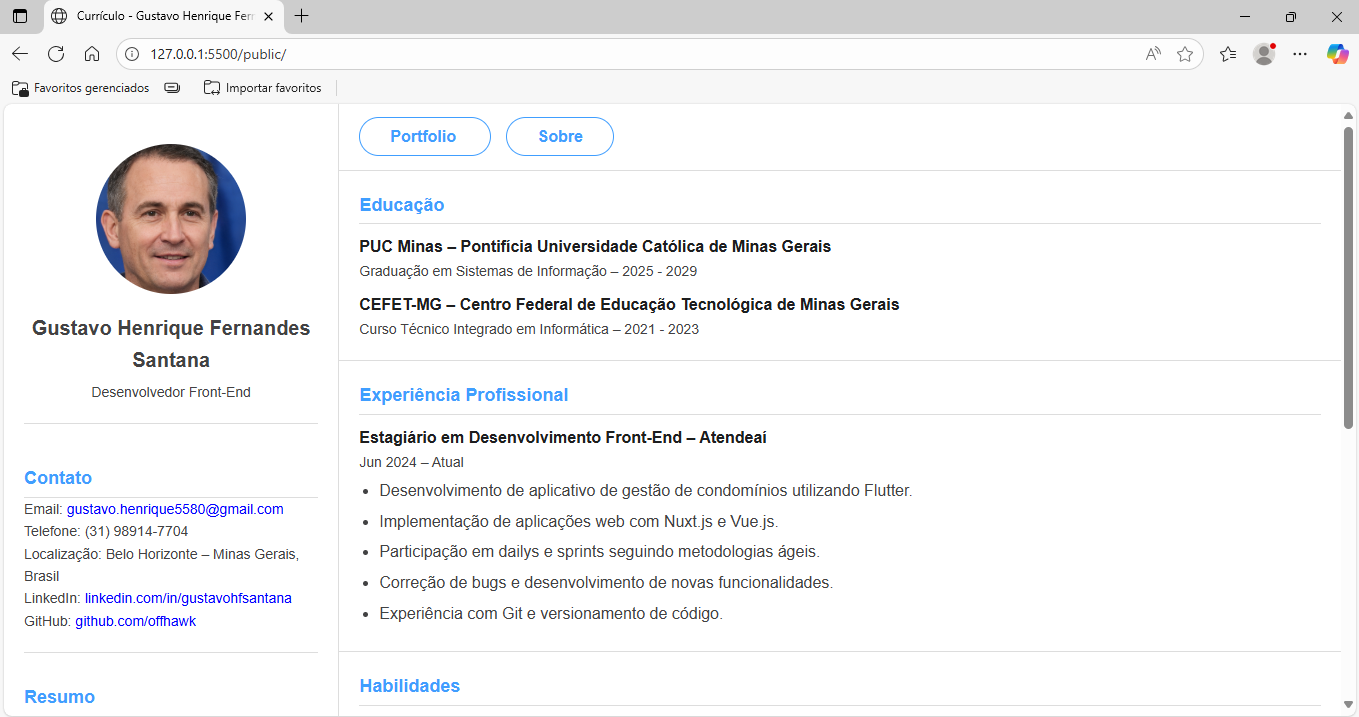 Currículo - Gustavo Henrique Fern
127.0.0.1:5500/public/
Favoritos gerenciados
Importar favoritos
Gustavo Henrique Fernandes
Santana
Desenvolvedor Front-End
Contato
Email: gustavo.henrique5580@gmail.com
Telefone: (31) 98914-7704
Localização: Belo Horizonte – Minas Gerais,
Brasil
LinkedIn: linkedin.com/in/gustavohfsantana
GitHub: github.com/offhawk
Resumo
Portfolio
Sobre
Educação
PUC Minas – Pontifícia Universidade Católica de Minas Gerais
Graduação em Sistemas de Informação – 2025 - 2029
CEFET-MG – Centro Federal de Educação Tecnológica de Minas Gerais
Curso Técnico Integrado em Informática – 2021 - 2023
Experiência Profissional
Estagiário em Desenvolvimento Front-End – Atendeaí
Jun 2024 – Atual
• Desenvolvimento de aplicativo de gestão de condomínios utilizando Flutter.
• Implementação de aplicações web com Nuxt.js e Vue.js.
• Participação em dailys e sprints seguindo metodologias ágeis.
• Correção de bugs e desenvolvimento de novas funcionalidades.
• Experiência com Git e versionamento de código.
Habilidades